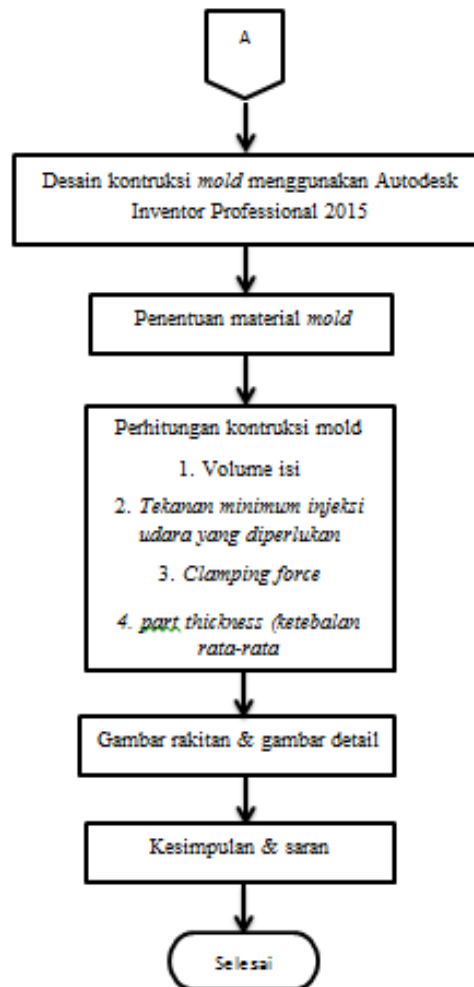 A
Desain kontruksi mold menggunakan Autodesk
Inventor Professional 2015
Penentuan material mold
Perhitungan kontruksi mold
1. Volume isi
2. Tekanan minimum injeksi
udara yang diperlukan
3. Clamping force
4. part thickness (ketebalan
rata-rata
Gambar rakitan & gambar detail
Kesimpulan & saran
Selesai